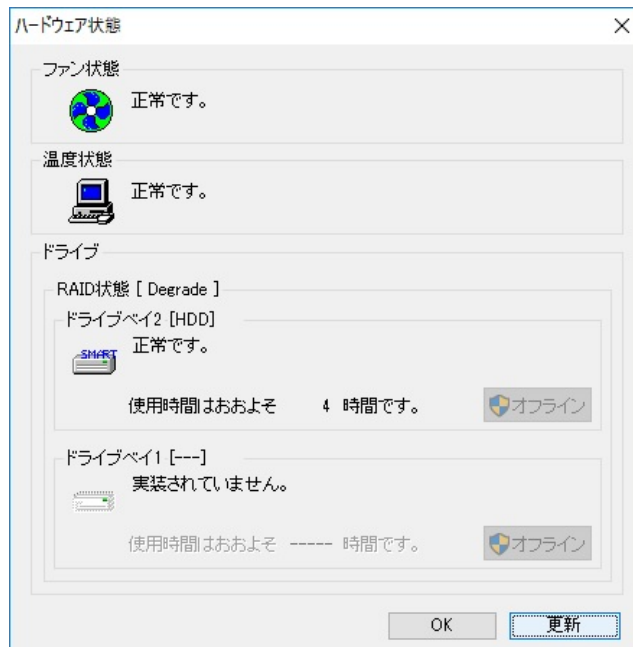 ハードウェア状態
ファン状態
正常です。
温度状態
正常です。
ドライブ
RAID状態 [ Degrade ]
ドライブベイ2 [HDD]
SMART
正常です。
使用時間はおおよそ 4 時間です。
オフライン
ドライブベイ1 [---]
実装されていません。
使用時間はおおよそ ----- 時間です。
オフライン
OK
更新